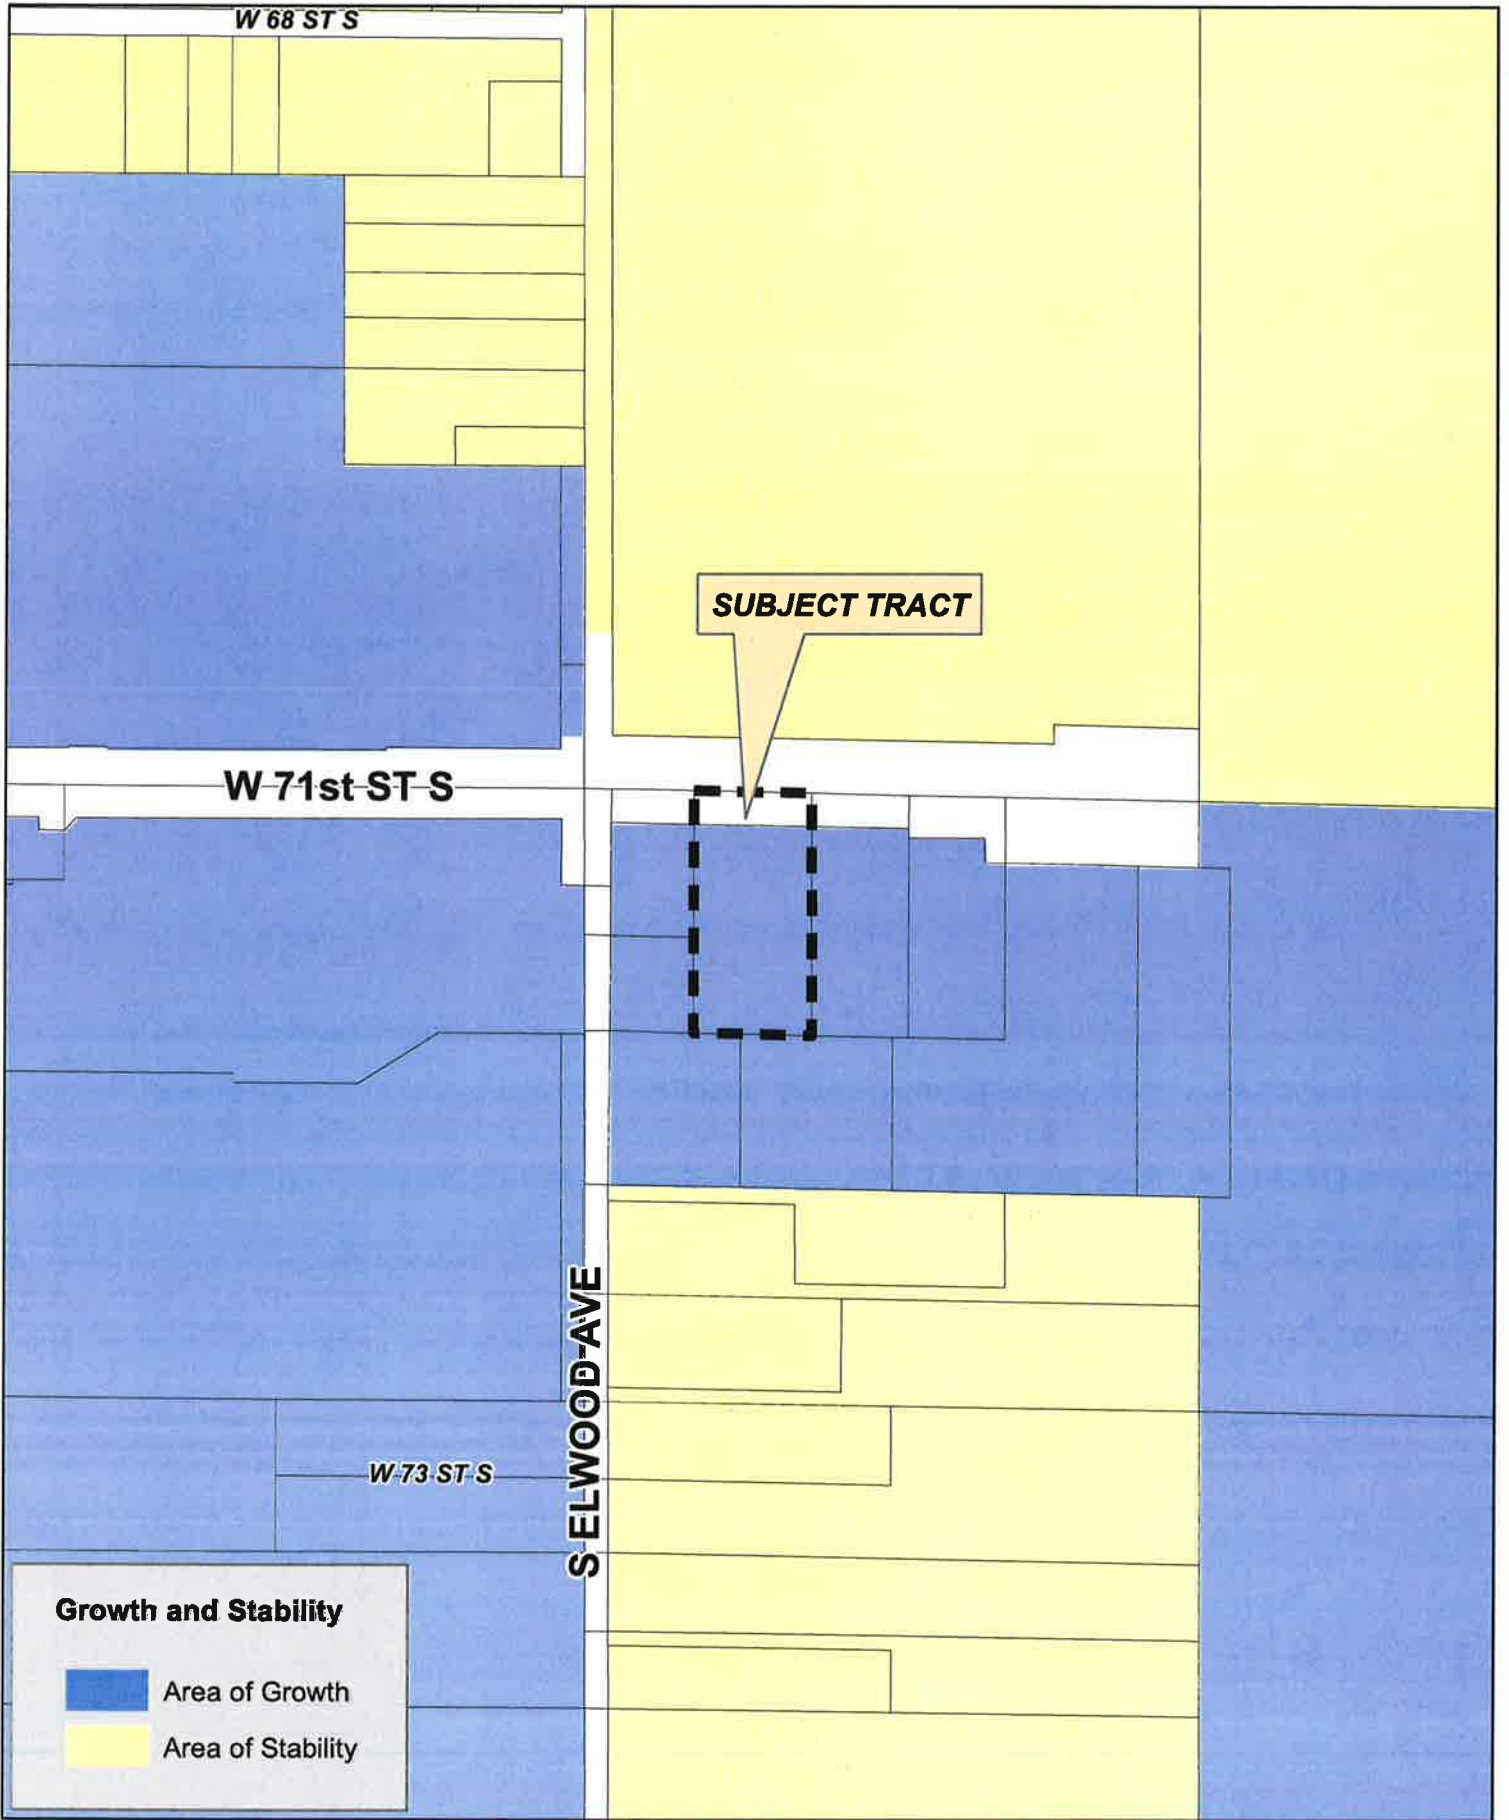 W 68 ST S
SUBJECT TRACT
W 71st ST S
S ELWOOD AVE
W 73 ST S
Growth and Stability
Area of Growth
Area of Stability